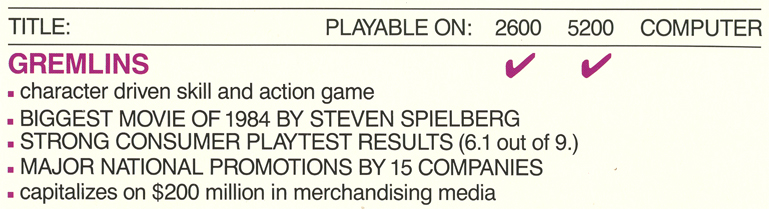 TITLE: PLAYABLE ON: 2600 5200 COMPUTER
GREMLINS ✔ ✔
▪ character driven skill and action game
▪ BIGGEST MOVIE OF 1984 BY STEVEN SPIELBERG
▪ STRONG CONSUMER PLAYTEST RESULTS (6.1 out of 9.)
▪ MAJOR NATIONAL PROMOTIONS BY 15 COMPANIES
▪ capitalizes on $200 million in merchandising media